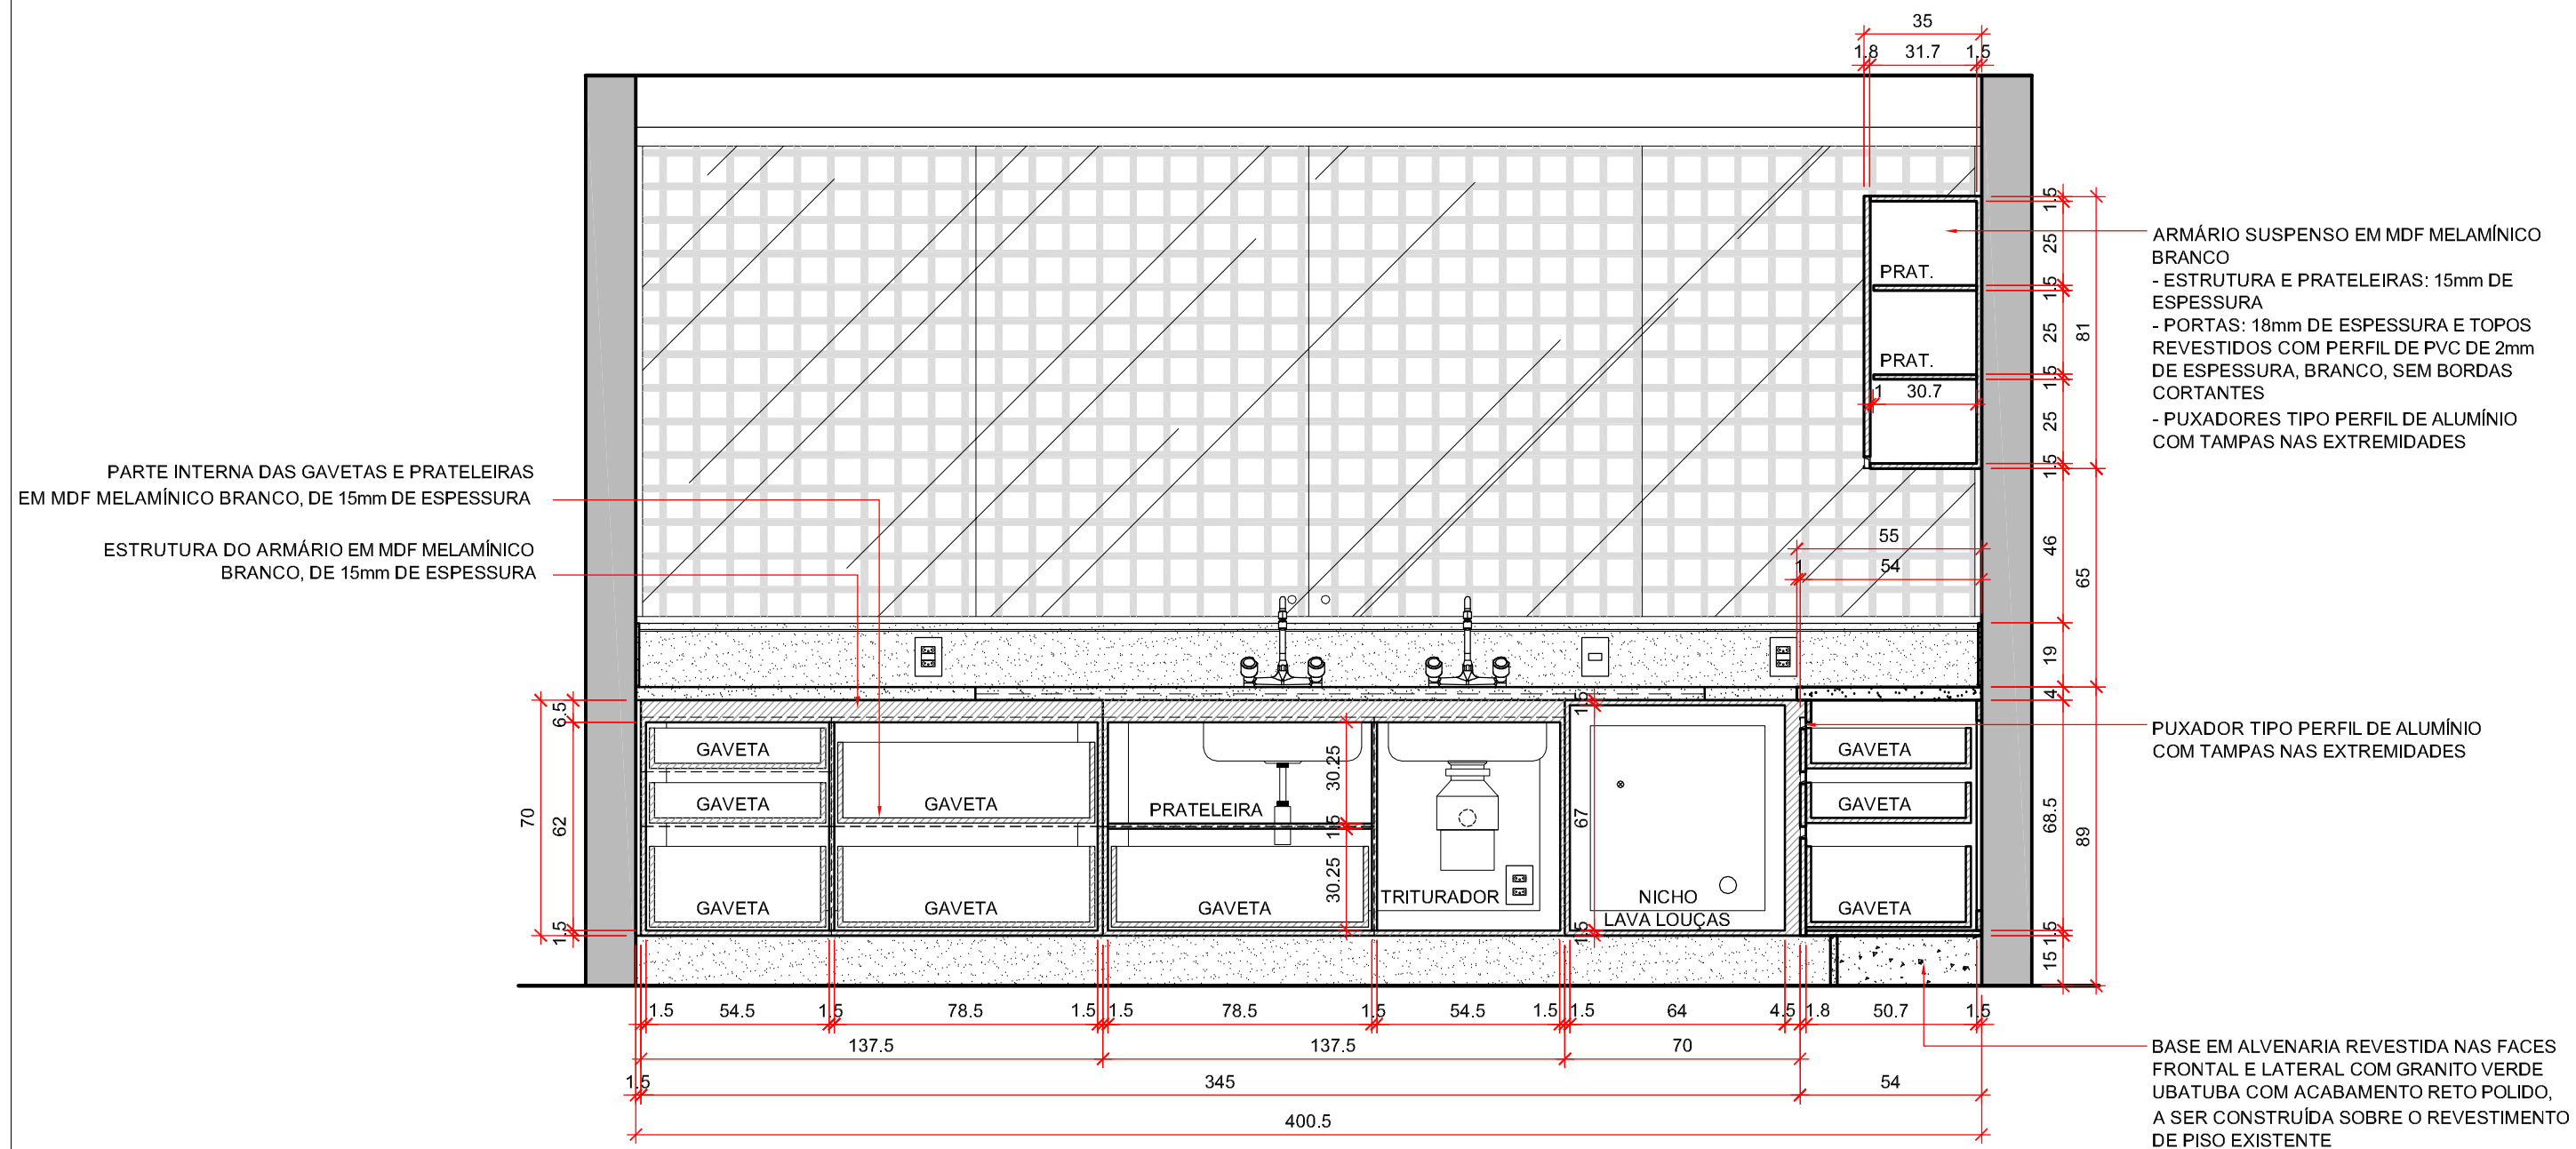 35
1.8 31.7 1.5
1.5
25
1.5
25
1.5
25
1.5
81
46
65
19
4
68.5
89
1.5
15
ARMÁRIO SUSPENSO EM MDF MELAMÍNICO
BRANCO
- ESTRUTURA E PRATELEIRAS: 15mm DE
ESPESSURA
- PORTAS: 18mm DE ESPESSURA E TOPOS
REVESTIDOS COM PERFIL DE PVC DE 2mm
DE ESPESSURA, BRANCO, SEM BORDAS
CORTANTES
- PUXADORES TIPO PERFIL DE ALUMÍNIO
COM TAMPAS NAS EXTREMIDADES
PRAT.
PRAT.
1 30.7
55
1 54
PARTE INTERNA DAS GAVETAS E PRATELEIRAS
EM MDF MELAMÍNICO BRANCO, DE 15mm DE ESPESSURA
ESTRUTURA DO ARMÁRIO EM MDF MELAMÍNICO
BRANCO, DE 15mm DE ESPESSURA
PUXADOR TIPO PERFIL DE ALUMÍNIO
COM TAMPAS NAS EXTREMIDADES
70
6.5
62
1.5
GAVETA
GAVETA
GAVETA
GAVETA
GAVETA
PRATELEIRA
GAVETA
30.25
1.5
30.25
TRITURADOR
1.5
67
1.5
NICHO
LAVA LOUÇAS
GAVETA
GAVETA
GAVETA
1.5 54.5 1.5 78.5 1.5 1.5 78.5 1.5 54.5 1.5 1.5 64 4.5 1.8 50.7 1.5
137.5 137.5 70
1.5 345 54
400.5
BASE EM ALVENARIA REVESTIDA NAS FACES
FRONTAL E LATERAL COM GRANITO VERDE
UBATUBA COM ACABAMENTO RETO POLIDO,
A SER CONSTRUÍDA SOBRE O REVESTIMENTO
DE PISO EXISTENTE